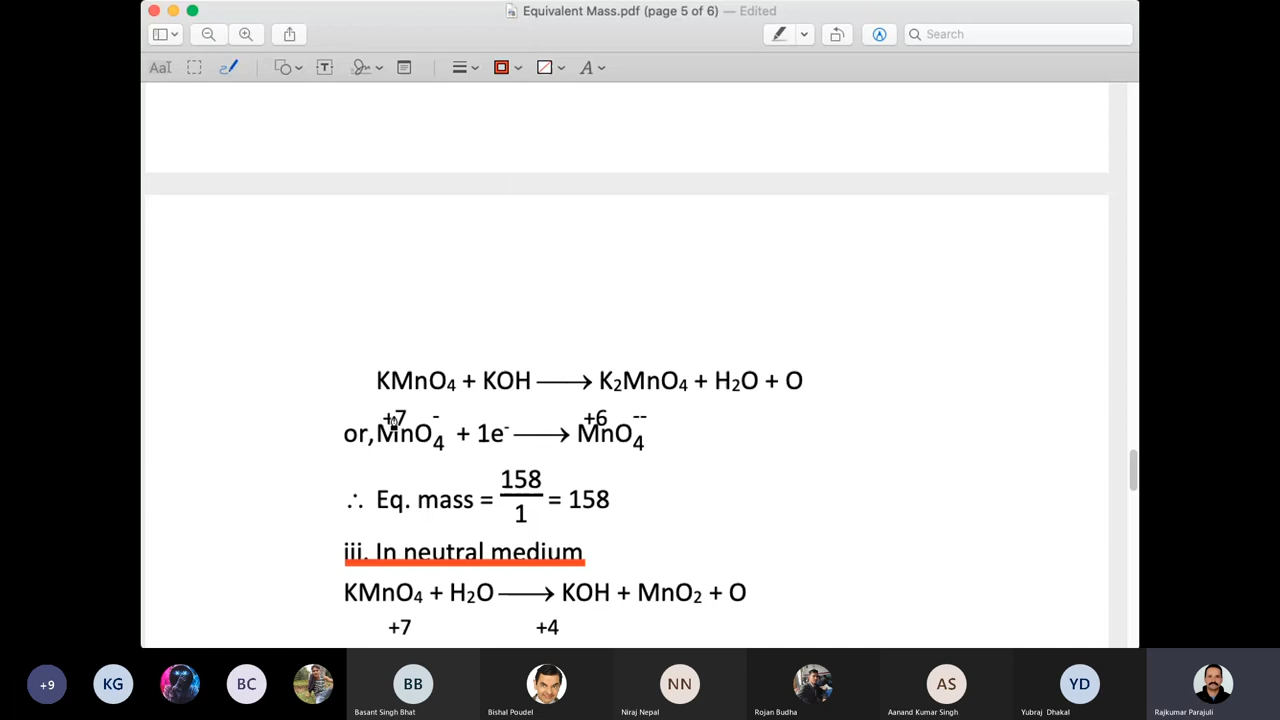 Equivalent Mass.pdf (page 5 of 6) — Edited
Search
KMnO₄ + KOH ⟶ K₂MnO₄ + H₂O + O
+7 - +6 --
or, MnO₄ + 1e⁻ ⟶ MnO₄
∴ Eq. mass = 158/1 = 158
iii. In neutral medium
KMnO₄ + H₂O ⟶ KOH + MnO₂ + O
+7 +4
+9 KG BC BB NN AS YD
Basant Singh Bhat Bishal Poudel Niraj Nepal Rojan Budha Aanand Kumar Singh Yubraj Dhakal Rajkumar Parajuli